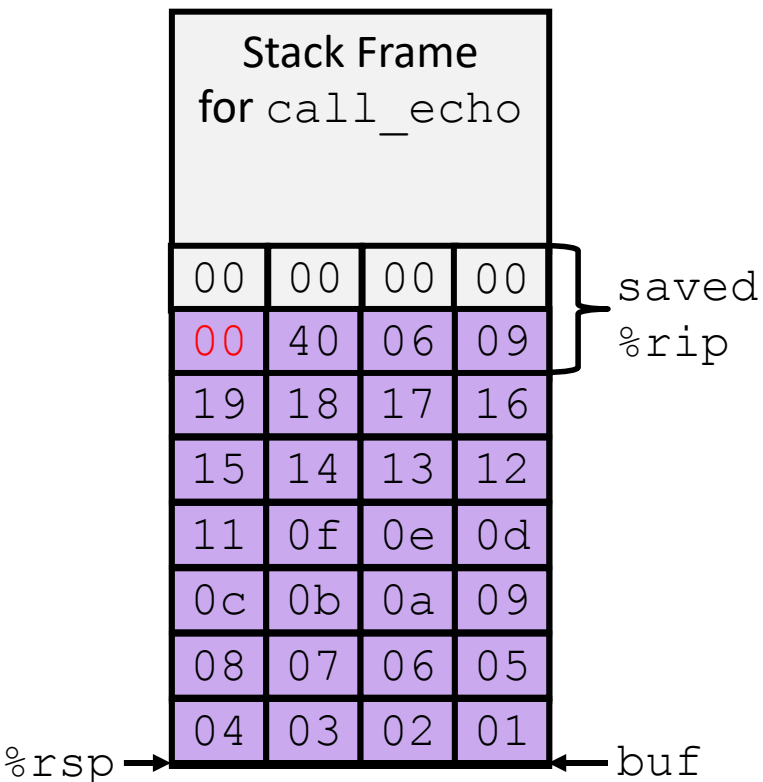 Stack Frame
for call_echo
00 00 00 00
saved
%rip
00 40 06 09
19 18 17 16
15 14 13 12
11 0f 0e 0d
0c 0b 0a 09
08 07 06 05
04 03 02 01
%rsp
buf